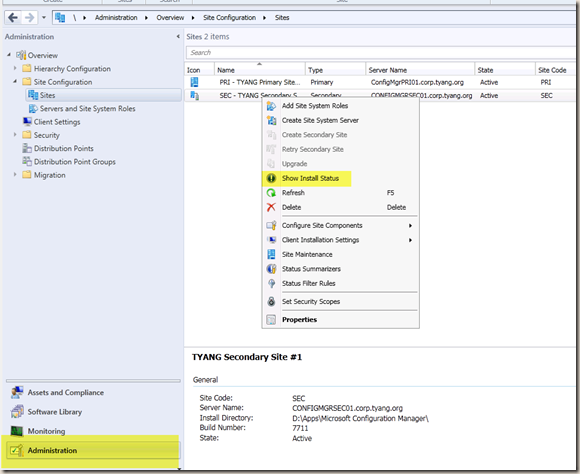 \ ▸ Administration ▸ Overview ▸ Site Configuration ▸ Sites
Administration
Overview
Hierarchy Configuration
Site Configuration
Sites
Servers and Site System Roles
Client Settings
Security
Distribution Points
Distribution Point Groups
Migration
Assets and Compliance
Software Library
Monitoring
Administration
Sites 2 items
Search
Icon Name Type Server Name State Site Code
PRI - TYANG Primary Site... Primary ConfigMgrPRI01.corp.tyang.org Active PRI
SEC - TYANG Secondary S... Secondary CONFIGMGRSEC01.corp.tyang.org Active SEC
Add Site System Roles
Create Site System Server
Create Secondary Site
Retry Secondary Site
Upgrade
Show Install Status
Refresh F5
Delete Delete
Configure Site Components
Client Installation Settings
Site Maintenance
Status Summarizers
Status Filter Rules
Set Security Scopes
Properties
TYANG Secondary Site #1
General
Site Code: SEC
Server Name: CONFIGMGRSEC01.corp.tyang.org
Install Directory: D:\Apps\Microsoft Configuration Manager\
Build Number: 7711
State: Active